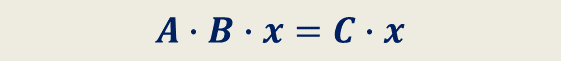 A · B · x = C · x